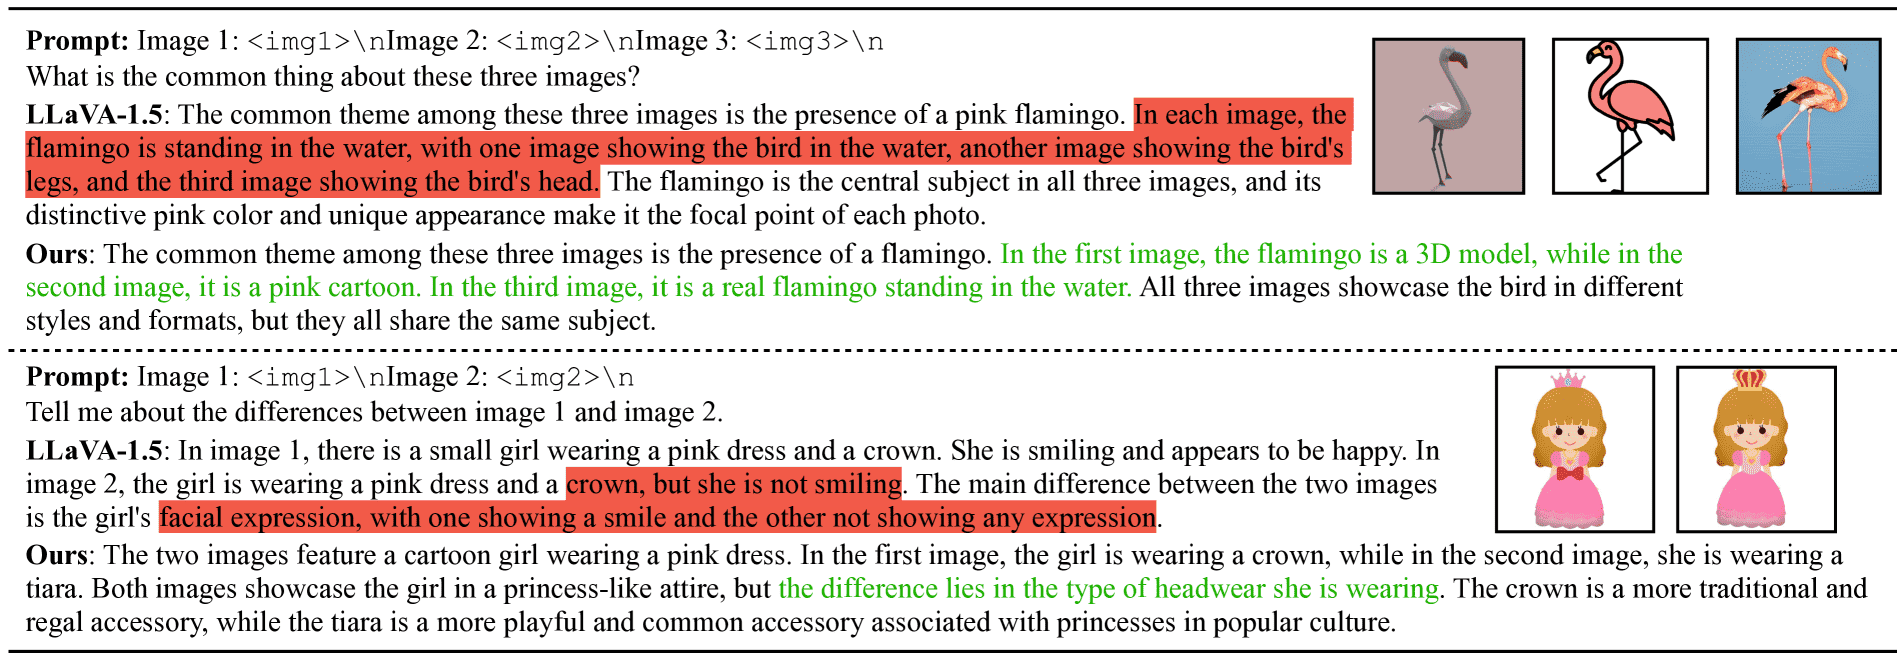 Prompt: Image 1: <img1>\nImage 2: <img2>\nImage 3: <img3>\n
What is the common thing about these three images?
LLaVA-1.5: The common theme among these three images is the presence of a pink flamingo. In each image, the
flamingo is standing in the water, with one image showing the bird in the water, another image showing the bird's
legs, and the third image showing the bird's head. The flamingo is the central subject in all three images, and its
distinctive pink color and unique appearance make it the focal point of each photo.
Ours: The common theme among these three images is the presence of a flamingo. In the first image, the flamingo is a 3D model, while in the
second image, it is a pink cartoon. In the third image, it is a real flamingo standing in the water. All three images showcase the bird in different
styles and formats, but they all share the same subject.
Prompt: Image 1: <img1>\nImage 2: <img2>\n
Tell me about the differences between image 1 and image 2.
LLaVA-1.5: In image 1, there is a small girl wearing a pink dress and a crown. She is smiling and appears to be happy. In
image 2, the girl is wearing a pink dress and a crown, but she is not smiling. The main difference between the two images
is the girl's facial expression, with one showing a smile and the other not showing any expression.
Ours: The two images feature a cartoon girl wearing a pink dress. In the first image, the girl is wearing a crown, while in the second image, she is wearing a
tiara. Both images showcase the girl in a princess-like attire, but the difference lies in the type of headwear she is wearing. The crown is a more traditional and
regal accessory, while the tiara is a more playful and common accessory associated with princesses in popular culture.